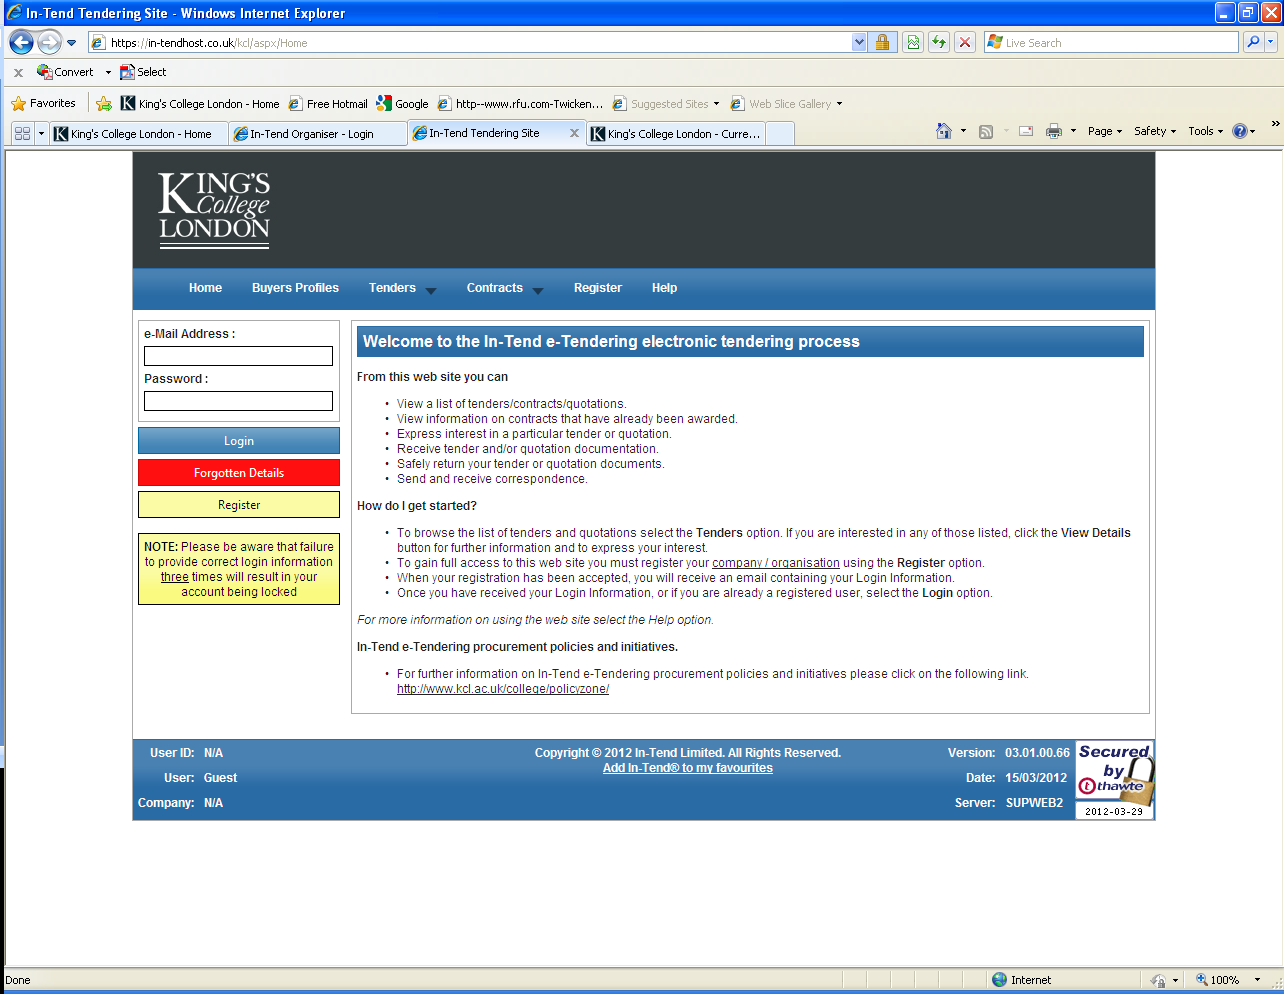 In-Tend Tendering Site - Windows Internet Explorer
https://in-tendhost.co.uk/kcl/aspx/Home
Live Search
x Convert Select
Favorites King's College London - Home Free Hotmail Google http--www.rfu.com-Twicken... Suggested Sites Web Slice Gallery
King's College London - Home In-Tend Organiser - Login In-Tend Tendering Site X King's College London - Curre... Page Safety Tools »
KING'S
College
LONDON
Home Buyers Profiles Tenders Contracts Register Help
e-Mail Address :
Password :
Login
Forgotten Details
Register
NOTE: Please be aware that failure
to provide correct login information
three times will result in your
account being locked
Welcome to the In-Tend e-Tendering electronic tendering process
From this web site you can
• View a list of tenders/contracts/quotations.
• View information on contracts that have already been awarded.
• Express interest in a particular tender or quotation.
• Receive tender and/or quotation documentation.
• Safely return your tender or quotation documents.
• Send and receive correspondence.
How do I get started?
• To browse the list of tenders and quotations select the Tenders option. If you are interested in any of those listed, click the View Details
button for further information and to express your interest.
• To gain full access to this web site you must register your company / organisation using the Register option.
• When your registration has been accepted, you will receive an email containing your Login Information.
• Once you have received your Login Information, or if you are already a registered user, select the Login option.
For more information on using the web site select the Help option.
In-Tend e-Tendering procurement policies and initiatives.
• For further information on In-Tend e-Tendering procurement policies and initiatives please click on the following link.
http://www.kcl.ac.uk/college/policyzone/
User ID: N/A
User: Guest
Company: N/A
Copyright © 2012 In-Tend Limited. All Rights Reserved.
Add In-Tend® to my favourites
Version: 03.01.00.66
Date: 15/03/2012
Server: SUPWEB2
Secured
by
thawte
2012-03-29
Done Internet 100%